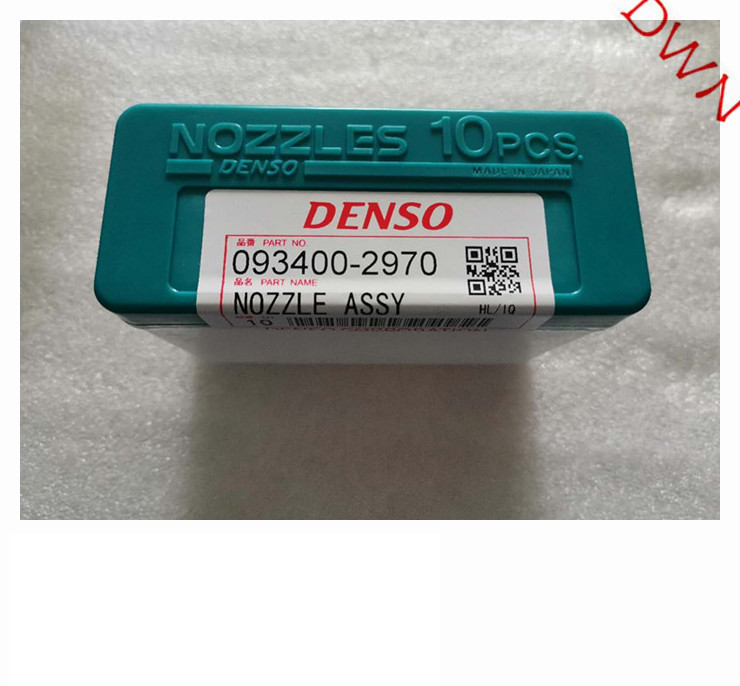 DWN
NOZZLES 10PCS.
DENSO
MADE IN JAPAN
DENSO
品番 PART NO.
093400-2970
品名 PART NAME
NOZZLE ASSY
HL/10
10